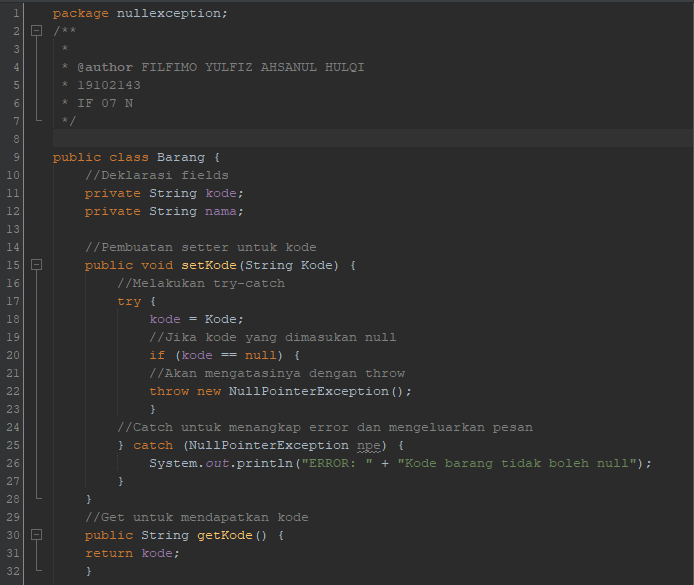 1 package nullexception;
2 /**
3 *
4 * @author FILFIMO YULFIZ AHSANUL HULQI
5 * 19102143
6 * IF 07 N
7 */
8
9 public class Barang {
10 //Deklarasi fields
11 private String kode;
12 private String nama;
13
14 //Pembuatan setter untuk kode
15 public void setKode(String Kode) {
16 //Melakukan try-catch
17 try {
18 kode = Kode;
19 //Jika kode yang dimasukan null
20 if (kode == null) {
21 //Akan mengatasinya dengan throw
22 throw new NullPointerException();
23 }
24 //Catch untuk menangkap error dan mengeluarkan pesan
25 } catch (NullPointerException npe) {
26 System.out.println("ERROR: " + "Kode barang tidak boleh null");
27 }
28 }
29 //Get untuk mendapatkan kode
30 public String getKode() {
31 return kode;
32 }